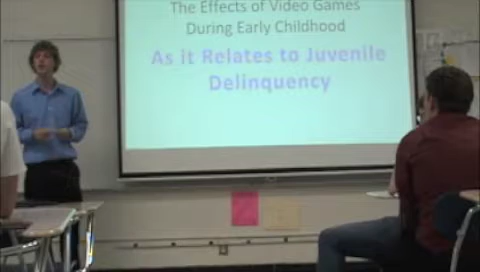 The Effects of Video Games
During Early Childhood
As it Relates to Juvenile
Delinquency